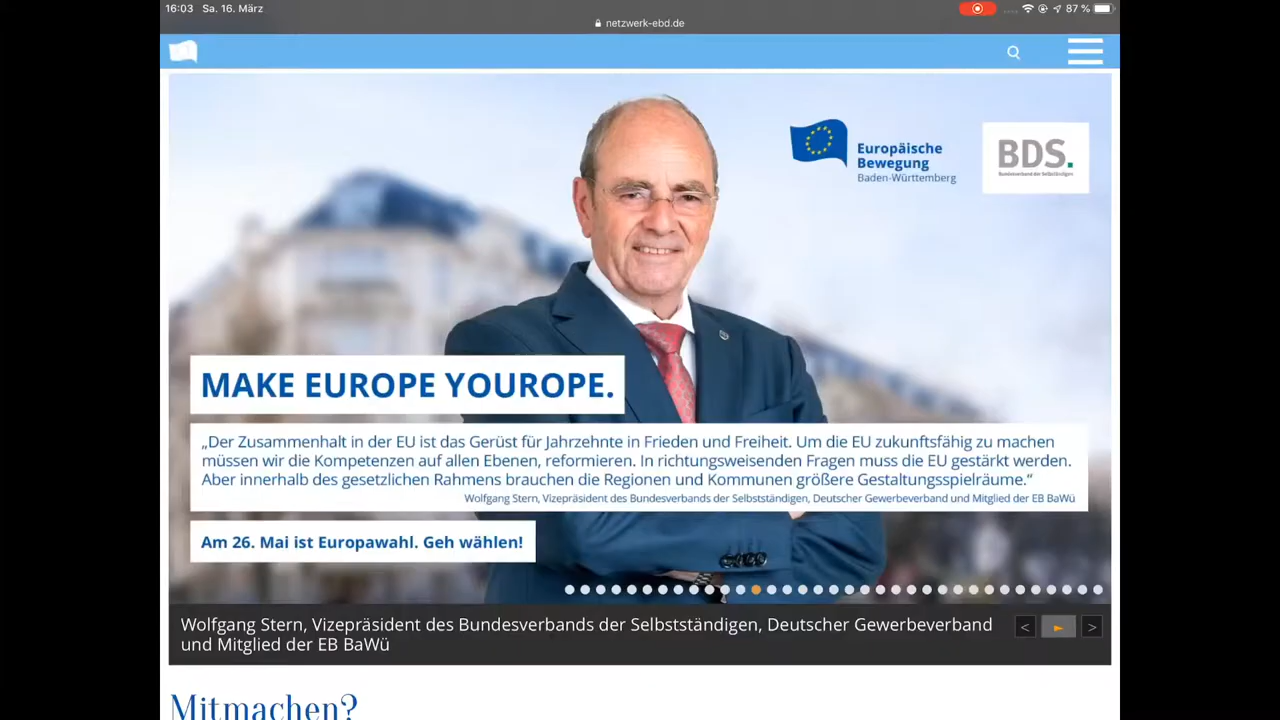 16:03 Sa. 16. März
87 %
netzwerk-ebd.de
Europäische
Bewegung
Baden-Württemberg
BDS.
Bundesverband der Selbständigen
MAKE EUROPE YOUROPE.
„Der Zusammenhalt in der EU ist das Gerüst für Jahrzehnte in Frieden und Freiheit. Um die EU zukunftsfähig zu machen
müssen wir die Kompetenzen auf allen Ebenen, reformieren. In richtungsweisenden Fragen muss die EU gestärkt werden.
Aber innerhalb des gesetzlichen Rahmens brauchen die Regionen und Kommunen größere Gestaltungsspielräume.“
Wolfgang Stern, Vizepräsident des Bundesverbands der Selbstständigen, Deutscher Gewerbeverband und Mitglied der EB BaWü
Am 26. Mai ist Europawahl. Geh wählen!
Wolfgang Stern, Vizepräsident des Bundesverbands der Selbstständigen, Deutscher Gewerbeverband
und Mitglied der EB BaWü
< >
Mitmachen?